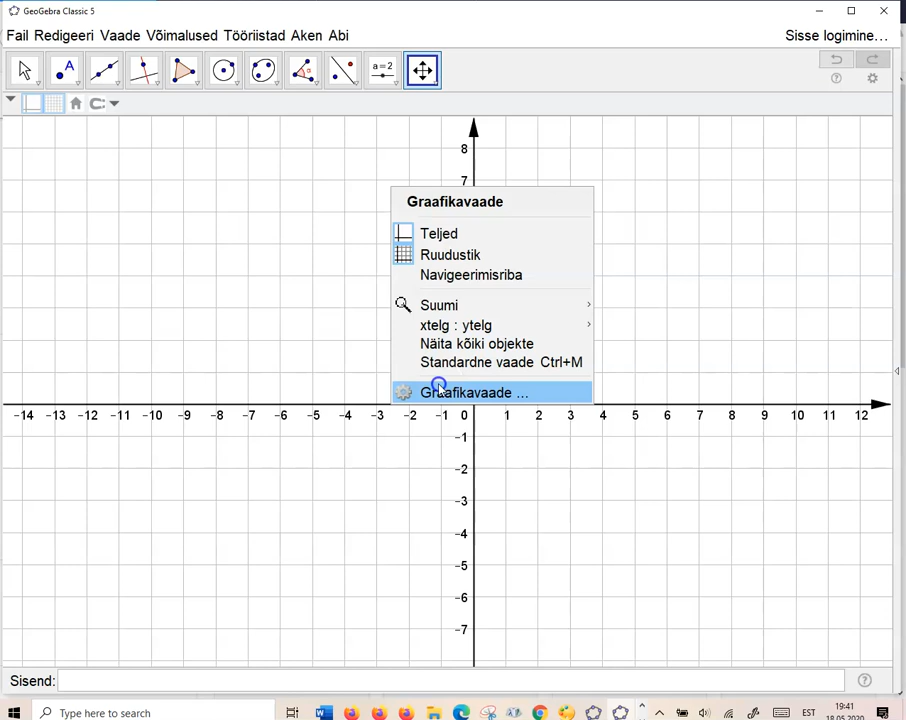 GeoGebra Classic 5
Fail Redigeeri Vaade Võimalused Tööriistad Aken Abi
Sisse logimine...
A
a=2
8
7
Graafikavaade
Teljed
Ruudustik
Navigeerimisriba
Suumi
xtelg : ytelg
Näita kõiki objekte
Standardne vaade Ctrl+M
Graafikavaade ...
-14 -13 -12 -11 -10 -9 -8 -7 -6 -5 -4 -3 -2 -1 0 1 2 3 4 5 6 7 8 9 10 11 12
-1
-2
-3
-4
-5
-6
-7
Sisend:
Type here to search
EST
19:41
18.05.2020